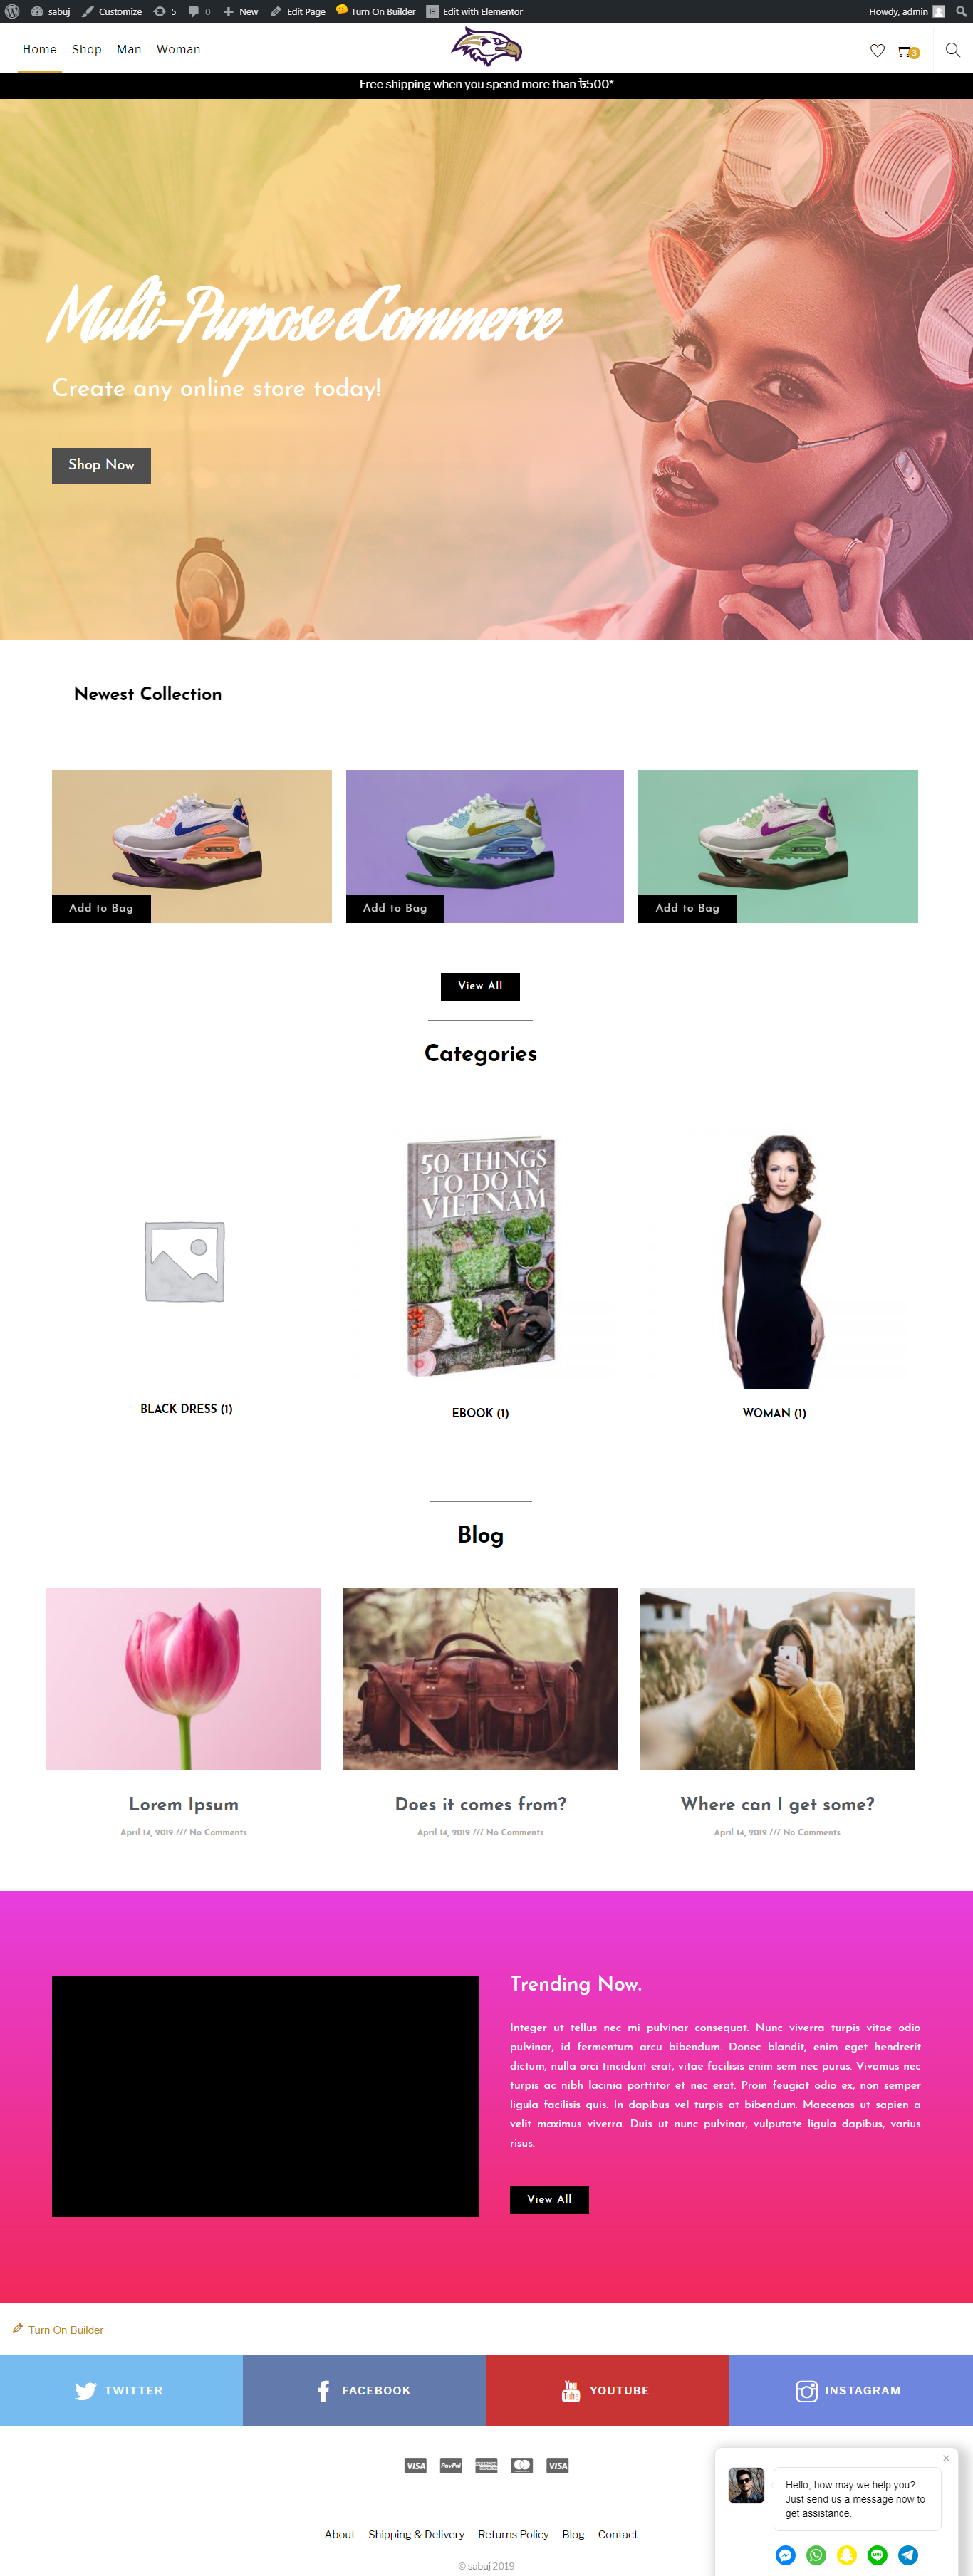 sabuj Customize 5 0 New Edit Page Turn On Builder Edit with Elementor Howdy, admin
Home Shop Man Woman 3
Free shipping when you spend more than ৳500*
Multi-Purpose eCommerce
Create any online store today!
Shop Now
Newest Collection
Add to Bag
Add to Bag
Add to Bag
View All
Categories
50 THINGS
TO DO IN
VIETNAM
BLACK DRESS (1)
EBOOK (1)
WOMAN (1)
Blog
Lorem Ipsum
April 14, 2019 /// No Comments
Does it comes from?
April 14, 2019 /// No Comments
Where can I get some?
April 14, 2019 /// No Comments
Trending Now.
Integer ut tellus nec mi pulvinar consequat. Nunc viverra turpis vitae odio
pulvinar, id fermentum arcu bibendum. Donec blandit, enim eget hendrerit
dictum, nulla orci tincidunt erat, vitae facilisis enim sem nec purus. Vivamus nec
turpis ac nibh lacinia porttitor et nec erat. Proin feugiat odio ex, non semper
ligula facilisis quis. In dapibus vel turpis at bibendum. Maecenas ut sapien a
velit maximus viverra. Duis ut nunc pulvinar, vulputate ligula dapibus, varius
risus.
View All
Turn On Builder
TWITTER
FACEBOOK
You
Tube
YOUTUBE
INSTAGRAM
VISA PayPal AMERICAN EXPRESS VISA
Hello, how may we help you?
Just send us a message now to
get assistance.
LINE
About Shipping & Delivery Returns Policy Blog Contact
© sabuj 2019